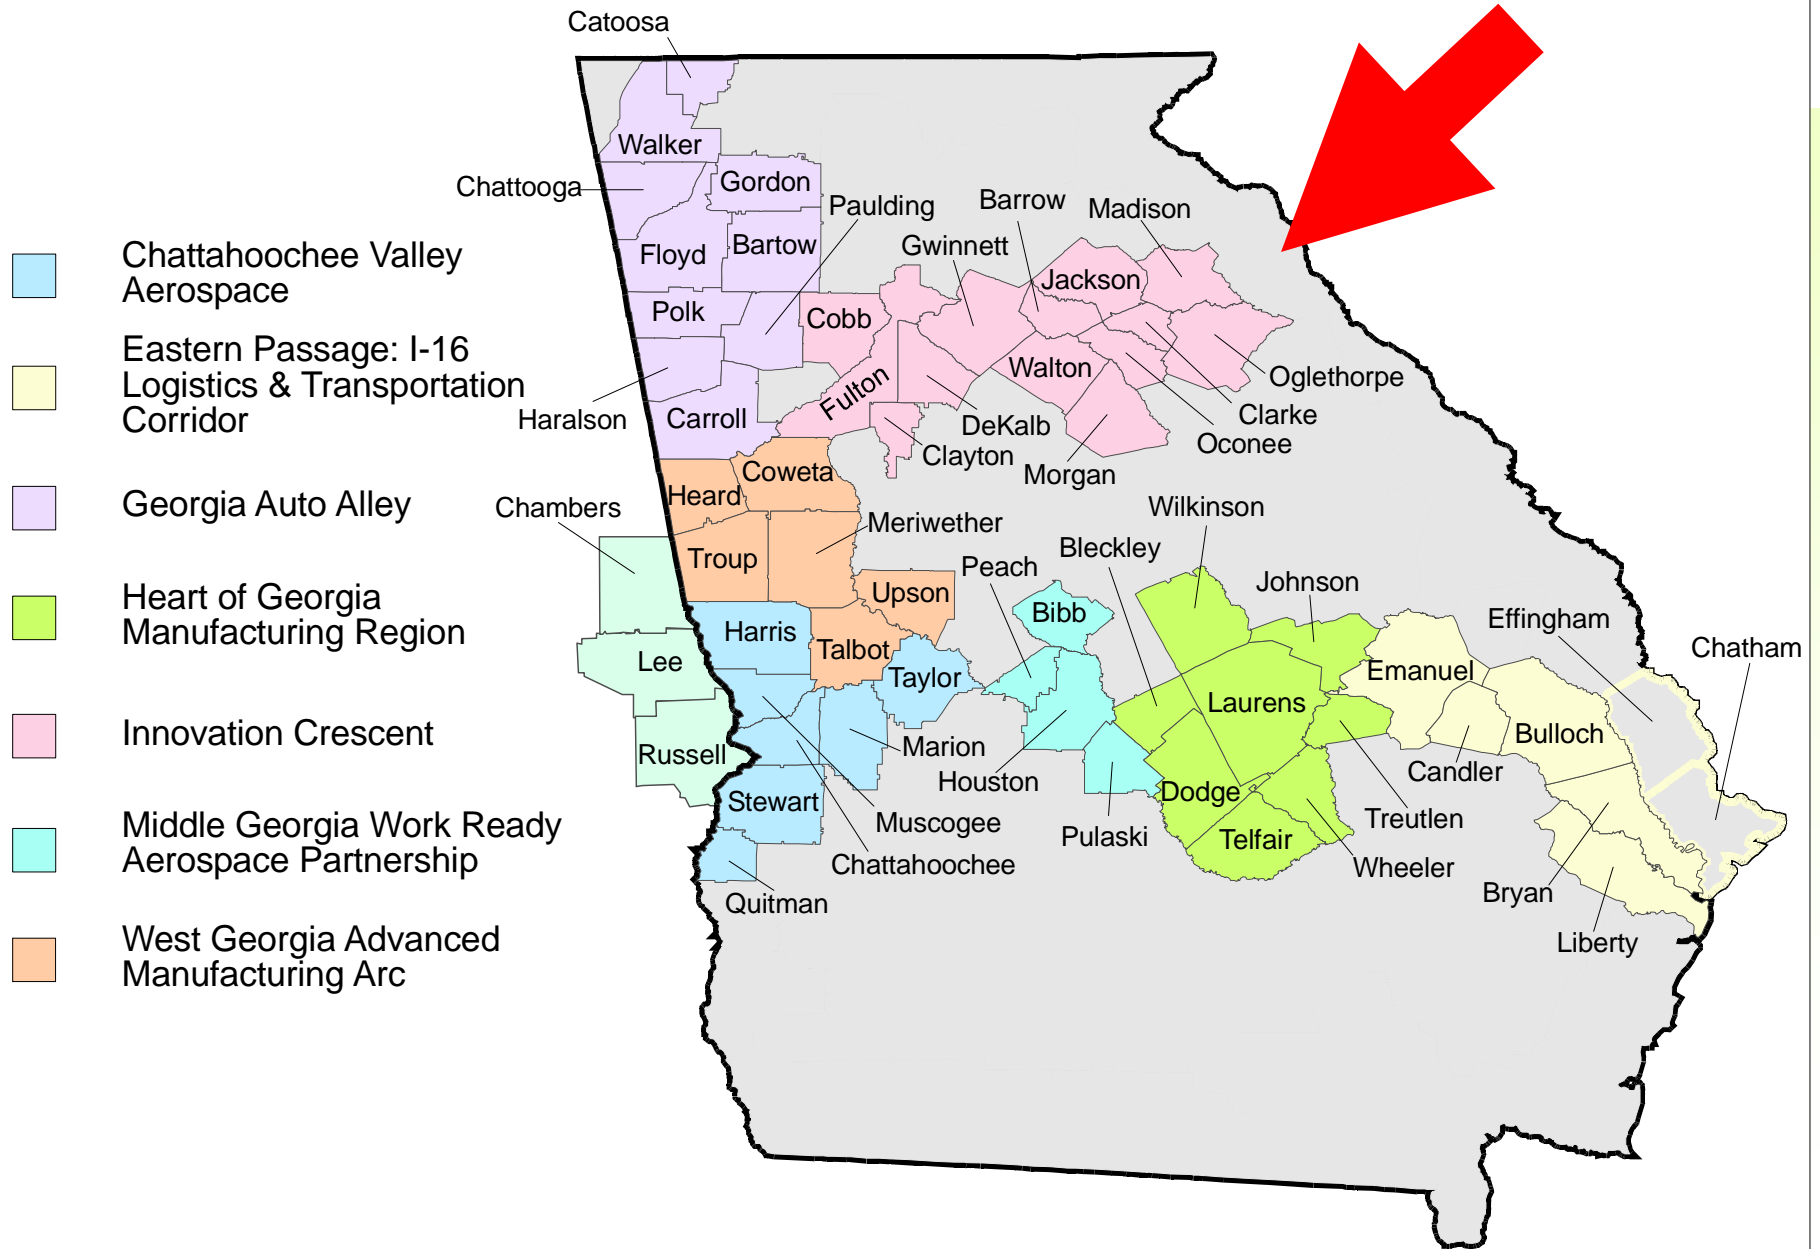 Chattahoochee Valley
Aerospace
Eastern Passage: I-16
Logistics & Transportation
Corridor
Georgia Auto Alley
Heart of Georgia
Manufacturing Region
Innovation Crescent
Middle Georgia Work Ready
Aerospace Partnership
West Georgia Advanced
Manufacturing Arc
Catoosa
Walker
Chattooga
Gordon
Paulding
Barrow
Madison
Floyd
Bartow
Gwinnett
Jackson
Polk
Cobb
Walton
Oglethorpe
Haralson
Carroll
Fulton
DeKalb
Clarke
Clayton
Oconee
Morgan
Coweta
Heard
Chambers
Meriwether
Wilkinson
Troup
Bleckley
Peach
Upson
Johnson
Bibb
Effingham
Harris
Talbot
Chatham
Lee
Taylor
Emanuel
Laurens
Russell
Marion
Bulloch
Houston
Candler
Stewart
Dodge
Muscogee
Pulaski
Telfair
Treutlen
Chattahoochee
Wheeler
Quitman
Bryan
Liberty